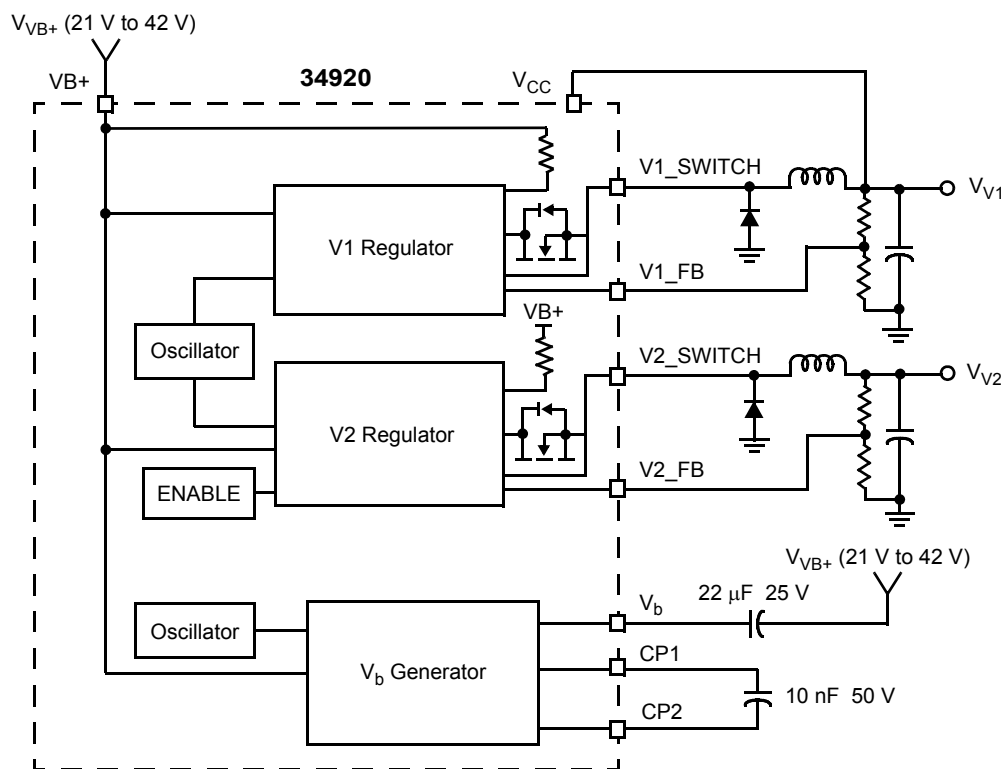 V_VB+ (21 V to 42 V)
VB+
34920
V_CC
V1_SWITCH
V_V1
V1 Regulator
V1_FB
VB+
Oscillator
V2_SWITCH
V_V2
V2 Regulator
ENABLE
V2_FB
V_VB+ (21 V to 42 V)
22 μF 25 V
Oscillator
V_b
V_b Generator
CP1
10 nF 50 V
CP2